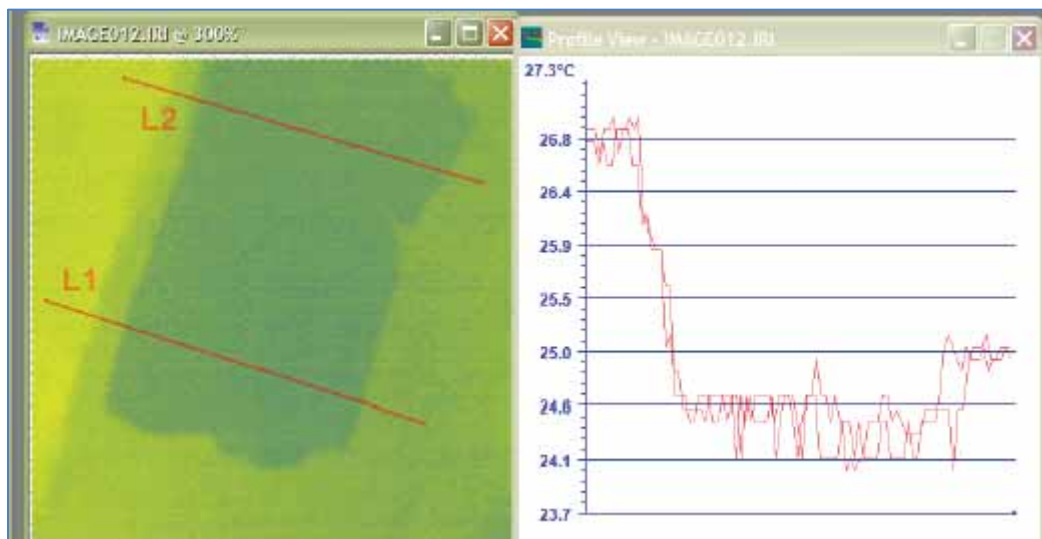 IMAGE012.IRI @ 300%
L2
L1
Profile View - IMAGE012.IRI
27.3°C
26.8
26.4
25.9
25.5
25.0
24.6
24.1
23.7